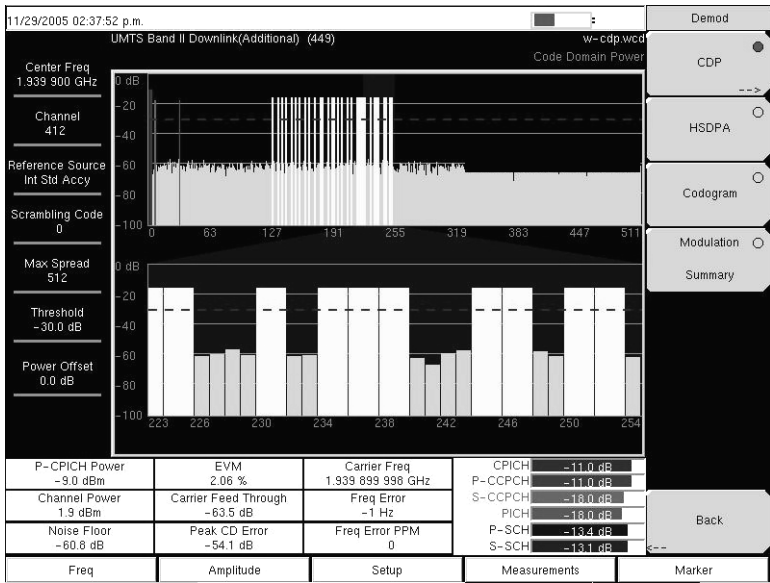 11/29/2005 02:37:52 p.m.
Demod
UMTS Band II Downlink(Additional) (449)
w-cdp.wcd
Code Domain Power
Center Freq
1.939 900 GHz
Channel
412
Reference Source
Int Std Accy
Scrambling Code
0
Max Spread
512
Threshold
-30.0 dB
Power Offset
0.0 dB
0 dB
-20
-40
-60
-80
-100
0 63 127 191 255 319 383 447 511
0 dB
-20
-40
-60
-80
-100
223 226 230 234 238 242 246 250 254
CDP
-->
HSDPA
Codogram
Modulation
Summary
Back
<--
P-CPICH Power
-9.0 dBm
EVM
2.06 %
Carrier Freq
1.939 899 998 GHz
Channel Power
1.9 dBm
Carrier Feed Through
-63.5 dB
Freq Error
-1 Hz
Noise Floor
-60.8 dB
Peak CD Error
-54.1 dB
Freq Error PPM
0
CPICH -11.0 dB
P-CCPCH -11.0 dB
S-CCPCH -18.0 dB
PICH -18.0 dB
P-SCH -13.4 dB
S-SCH -13.1 dB
Freq
Amplitude
Setup
Measurements
Marker